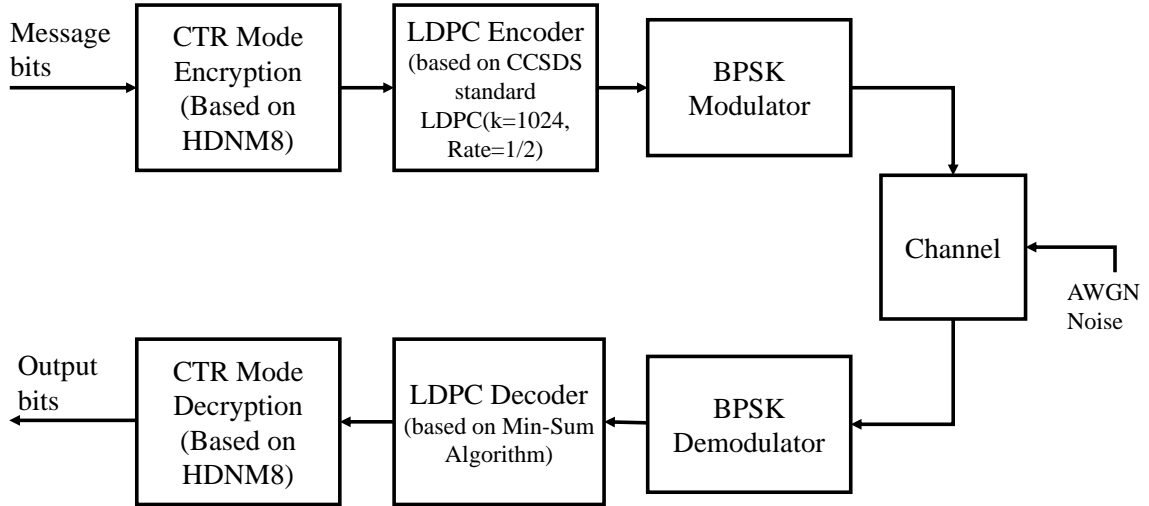 Message
bits
CTR Mode
Encryption
(Based on
HDNM8)
LDPC Encoder
(based on CCSDS
standard
LDPC(k=1024,
Rate=1/2)
BPSK
Modulator
Channel
AWGN
Noise
Output
bits
CTR Mode
Decryption
(Based on
HDNM8)
LDPC Decoder
(based on Min-Sum
Algorithm)
BPSK
Demodulator